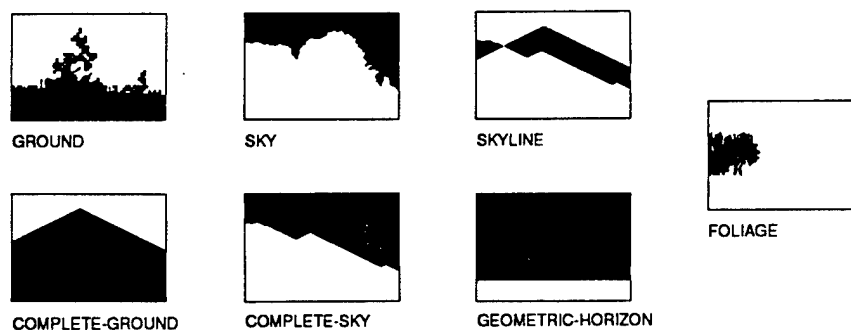 GROUND
SKY
SKYLINE
FOLIAGE
COMPLETE-GROUND
COMPLETE-SKY
GEOMETRIC-HORIZON